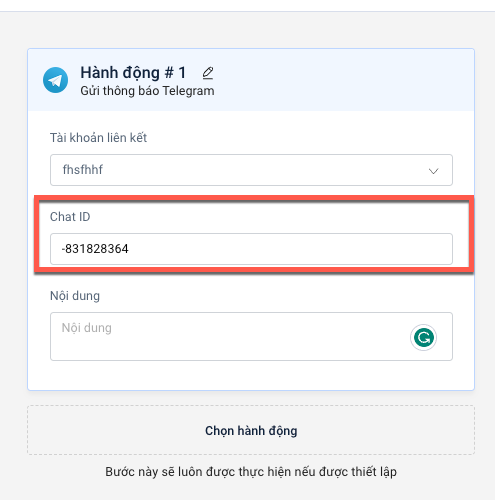 Hành động # 1
Gửi thông báo Telegram
Tài khoản liên kết
fhsfhhf
Chat ID
-831828364
Nội dung
Nội dung
Chọn hành động
Bước này sẽ luôn được thực hiện nếu được thiết lập